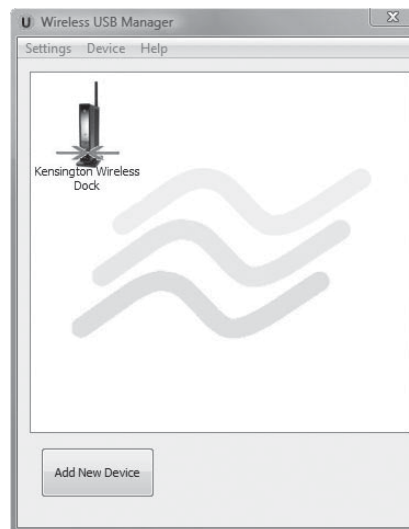 U Wireless USB Manager
Settings Device Help
Kensington Wireless
Dock
Add New Device